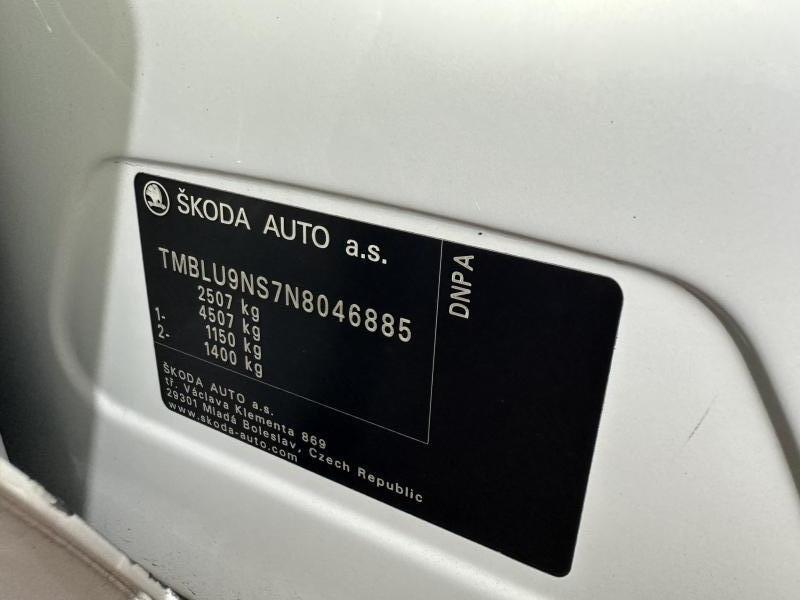 ŠKODA AUTO a.s.
DNPA
TMBLU9NS7N8046885
2507 kg
1- 4507 kg
2- 1150 kg
1400 kg
ŠKODA AUTO a.s.
tř. Václava Klementa 869
29301 Mladá Boleslav, Czech Republic
www.skoda-auto.com